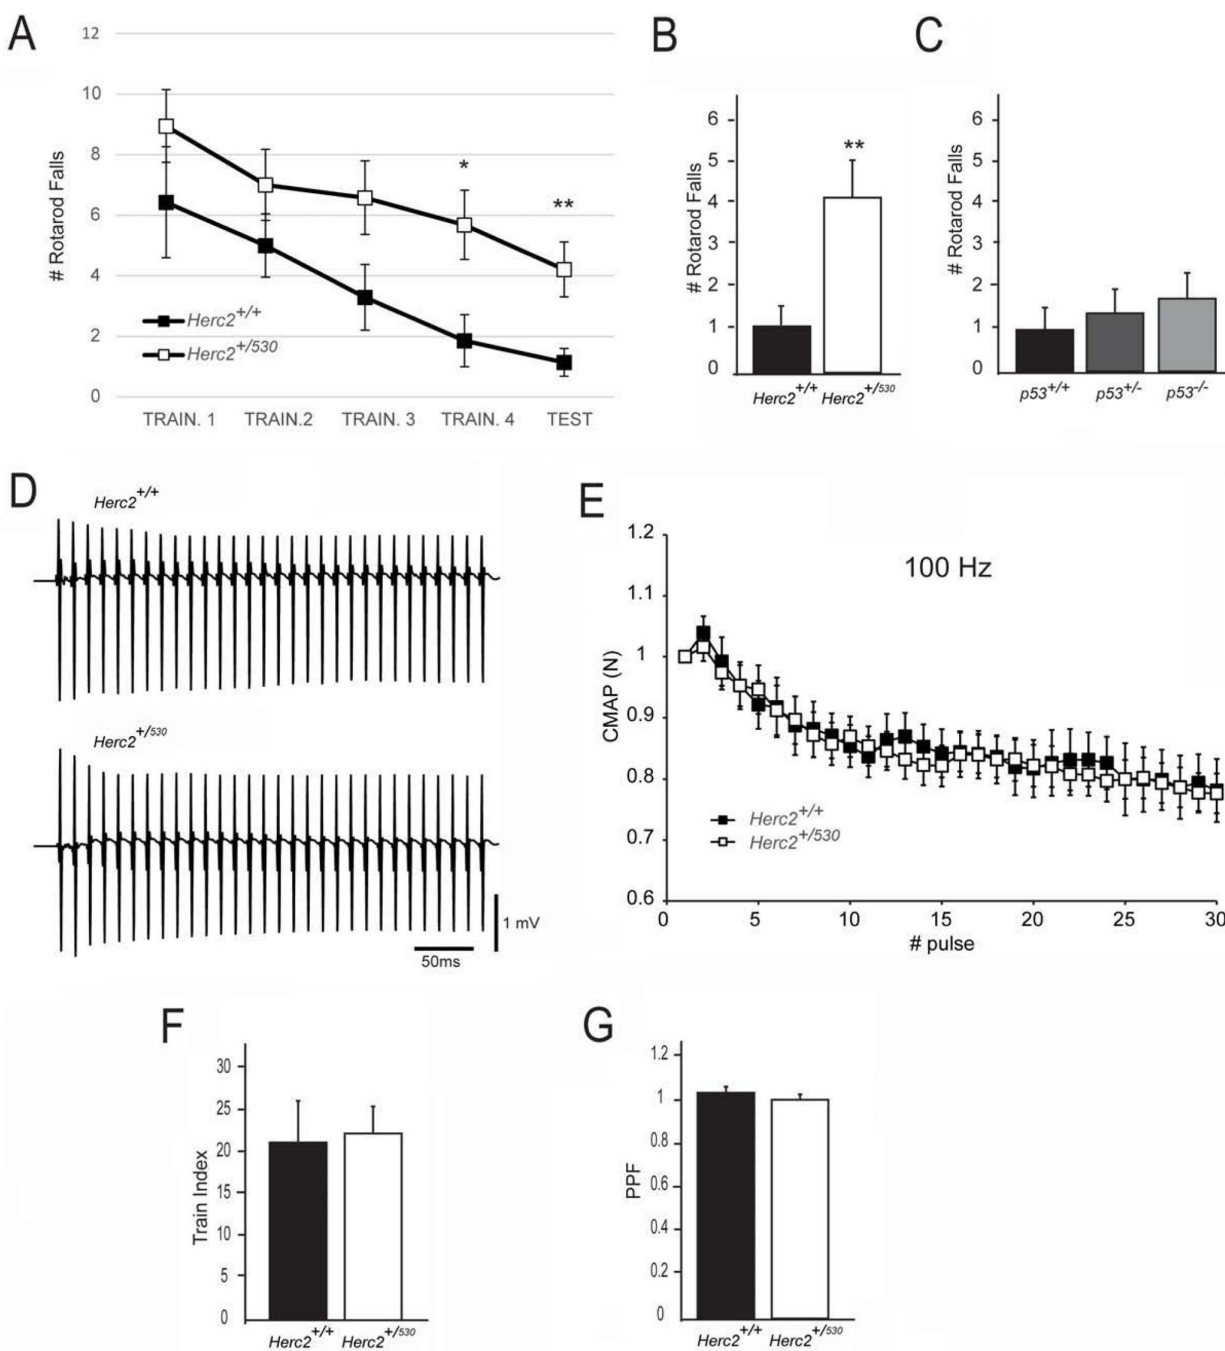 A
12
10
8
6
4
2
0
# Rotarod Falls
*
**
Herc2+/+
Herc2+/530
TRAIN. 1 TRAIN.2 TRAIN. 3 TRAIN. 4 TEST
B
6
5
4
3
2
1
0
# Rotarod Falls
**
Herc2+/+ Herc2+/530
C
6
5
4
3
2
1
0
# Rotarod Falls
p53+/+ p53+/- p53-/-
D
Herc2+/+
Herc2+/530
1 mV
50ms
E
1.2
1.1
1
0.9
0.8
0.7
0.6
CMAP (N)
100 Hz
Herc2+/+
Herc2+/530
0 5 10 15 20 25 30
# pulse
F
30
25
20
15
10
5
0
Train Index
Herc2+/+ Herc2+/530
G
1.2
1
0.8
0.6
0.4
0.2
0
PPF
Herc2+/+ Herc2+/530